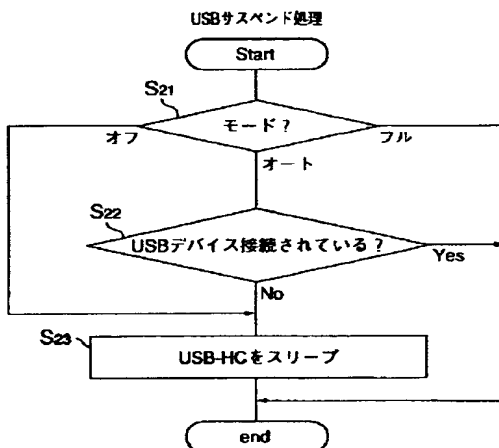 USBサスペンド処理
Start
S21
モード?
オフ
フル
オート
S22
USBデバイス接続されている?
Yes
No
S23
USB-HCをスリープ
end